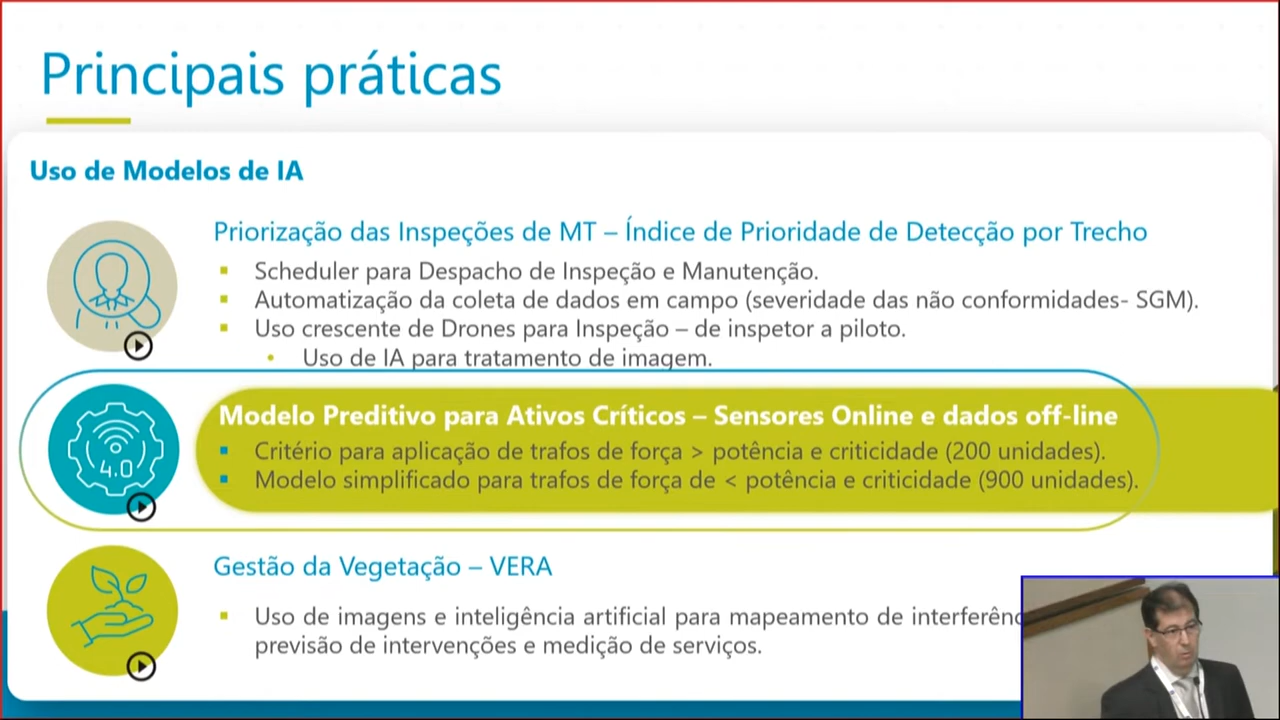 Principais práticas
Uso de Modelos de IA
Priorização das Inspeções de MT – Índice de Prioridade de Detecção por Trecho
Scheduler para Despacho de Inspeção e Manutenção.
Automatização da coleta de dados em campo (severidade das não conformidades- SGM).
Uso crescente de Drones para Inspeção – de inspetor a piloto.
Uso de IA para tratamento de imagem.
4.0
Modelo Preditivo para Ativos Críticos – Sensores Online e dados off-line
Critério para aplicação de trafos de força > potência e criticidade (200 unidades).
Modelo simplificado para trafos de força de < potência e criticidade (900 unidades).
Gestão da Vegetação – VERA
Uso de imagens e inteligência artificial para mapeamento de
previsão de intervenções e medição de serviços.